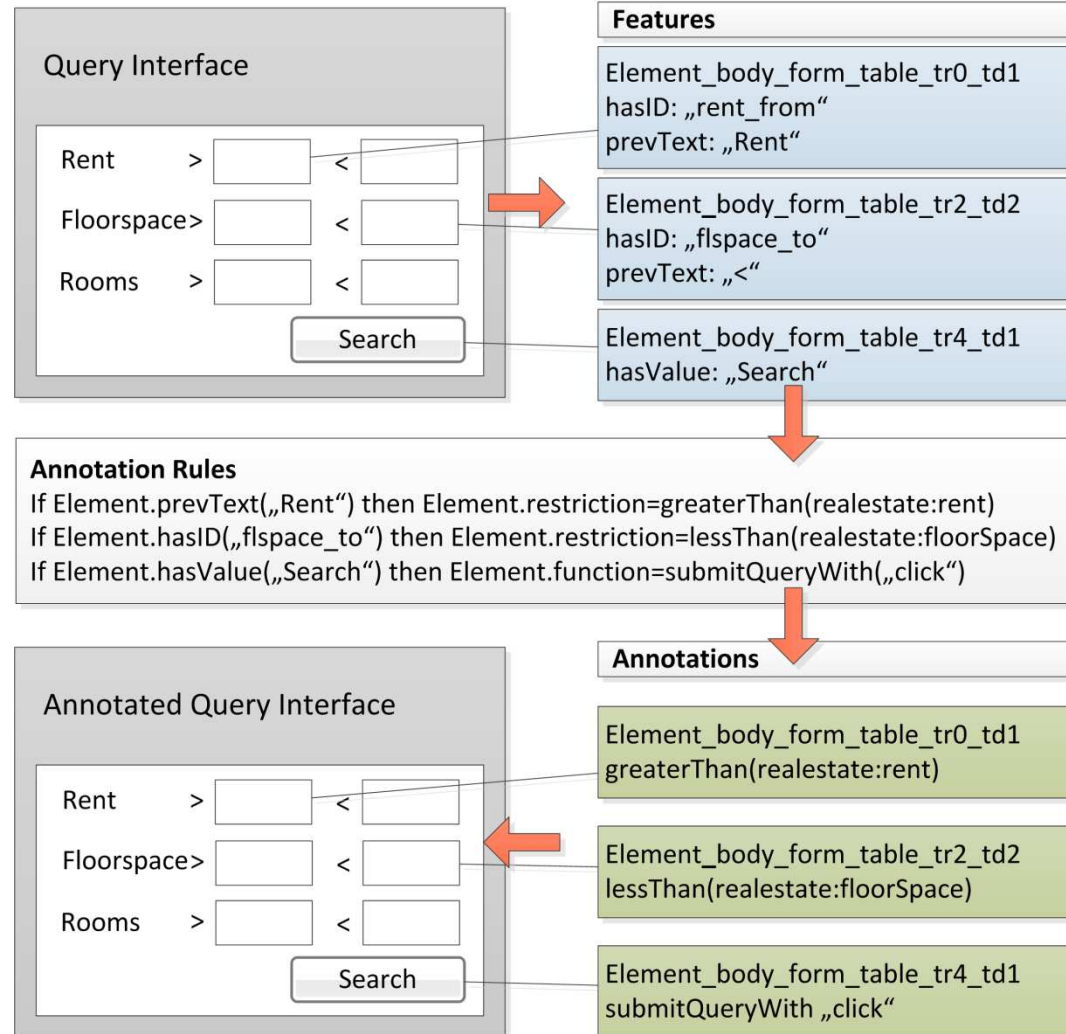 Query Interface
Rent > <
Floorspace> <
Rooms > <
Search
Features
Element_body_form_table_tr0_td1
hasID: „rent_from“
prevText: „Rent“
Element_body_form_table_tr2_td2
hasID: „flspace_to“
prevText: „<“
Element_body_form_table_tr4_td1
hasValue: „Search“
Annotation Rules
If Element.prevText(„Rent“) then Element.restriction=greaterThan(realestate:rent)
If Element.hasID(„flspace_to“) then Element.restriction=lessThan(realestate:floorSpace)
If Element.hasValue(„Search“) then Element.function=submitQueryWith(„click“)
Annotated Query Interface
Rent > <
Floorspace> <
Rooms > <
Search
Annotations
Element_body_form_table_tr0_td1
greaterThan(realestate:rent)
Element_body_form_table_tr2_td2
lessThan(realestate:floorSpace)
Element_body_form_table_tr4_td1
submitQueryWith „click“